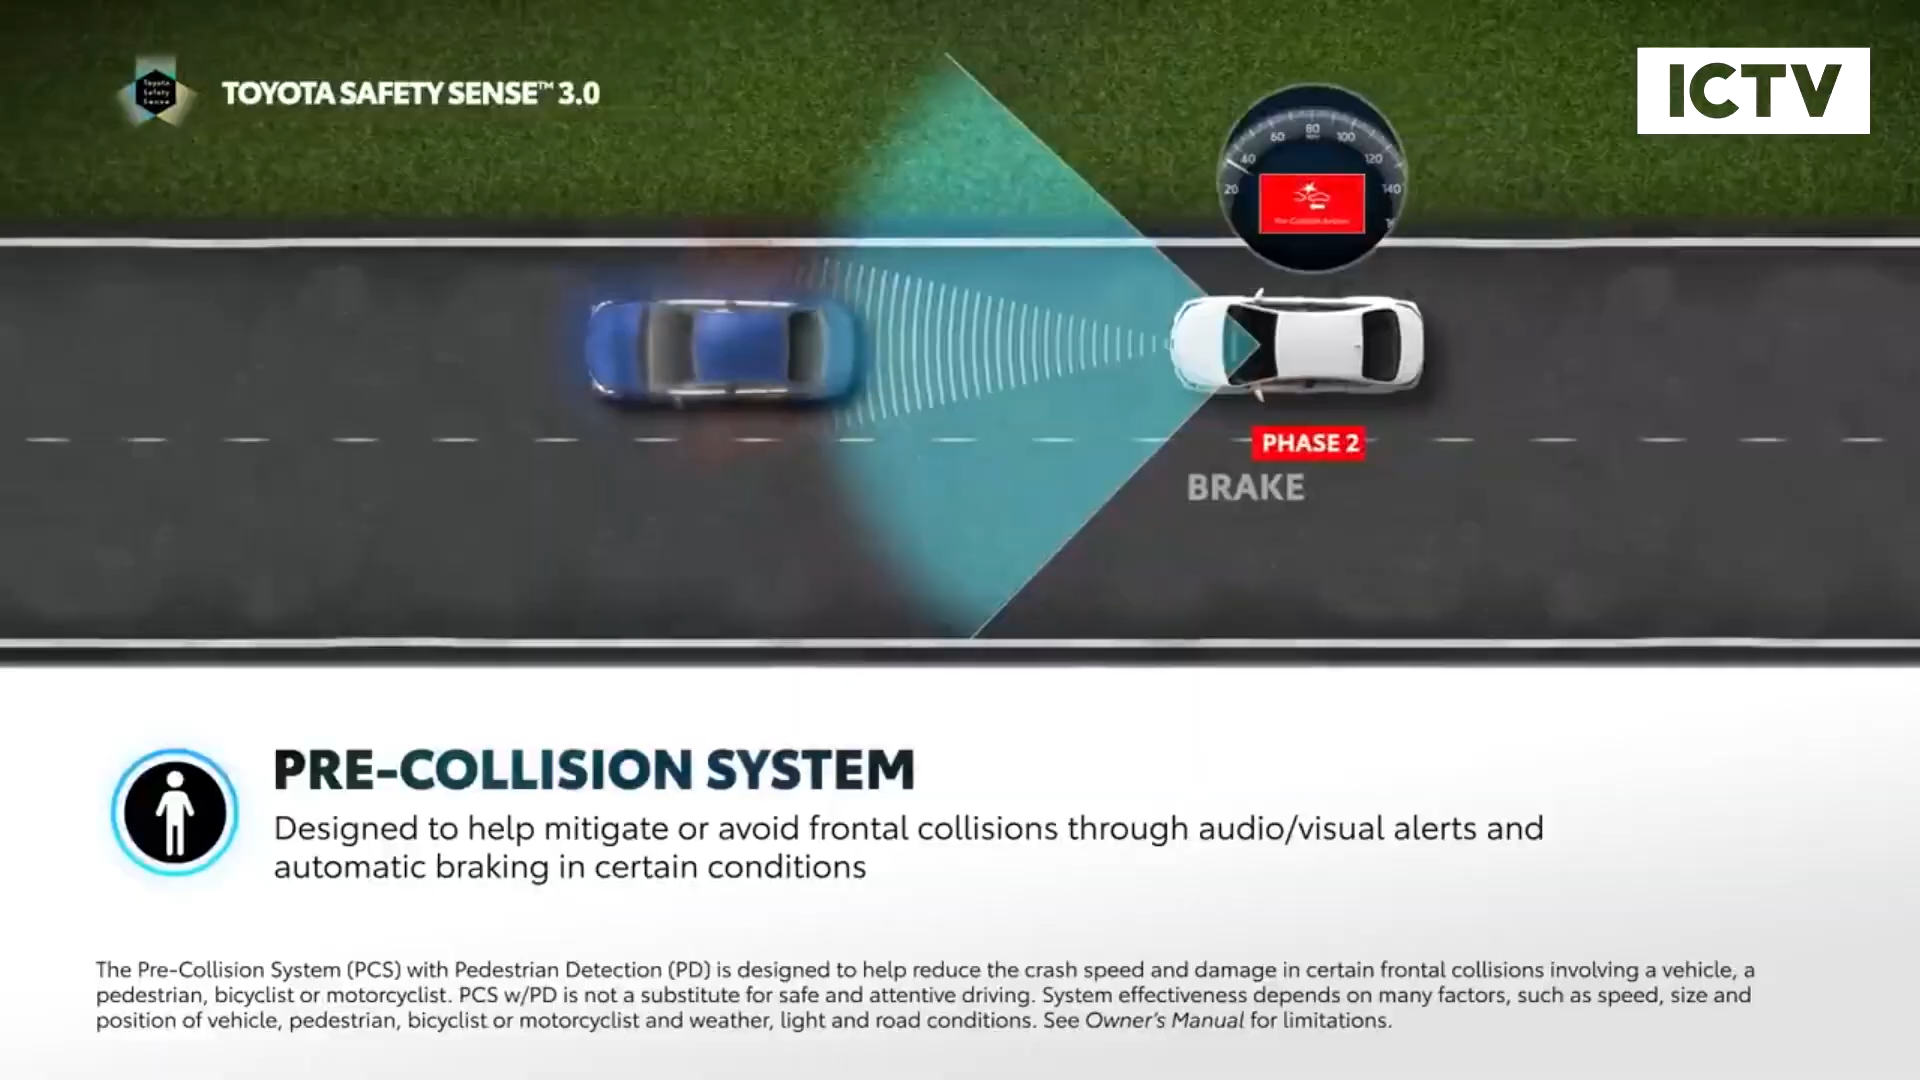 Toyota
Safety
Sense
TOYOTA SAFETY SENSE™ 3.0
ICTV
20
40
60
80
100
120
140
PHASE 2
BRAKE
PRE-COLLISION SYSTEM
Designed to help mitigate or avoid frontal collisions through audio/visual alerts and
automatic braking in certain conditions
The Pre-Collision System (PCS) with Pedestrian Detection (PD) is designed to help reduce the crash speed and damage in certain frontal collisions involving a vehicle, a
pedestrian, bicyclist or motorcyclist. PCS w/PD is not a substitute for safe and attentive driving. System effectiveness depends on many factors, such as speed, size and
position of vehicle, pedestrian, bicyclist or motorcyclist and weather, light and road conditions. See Owner's Manual for limitations.